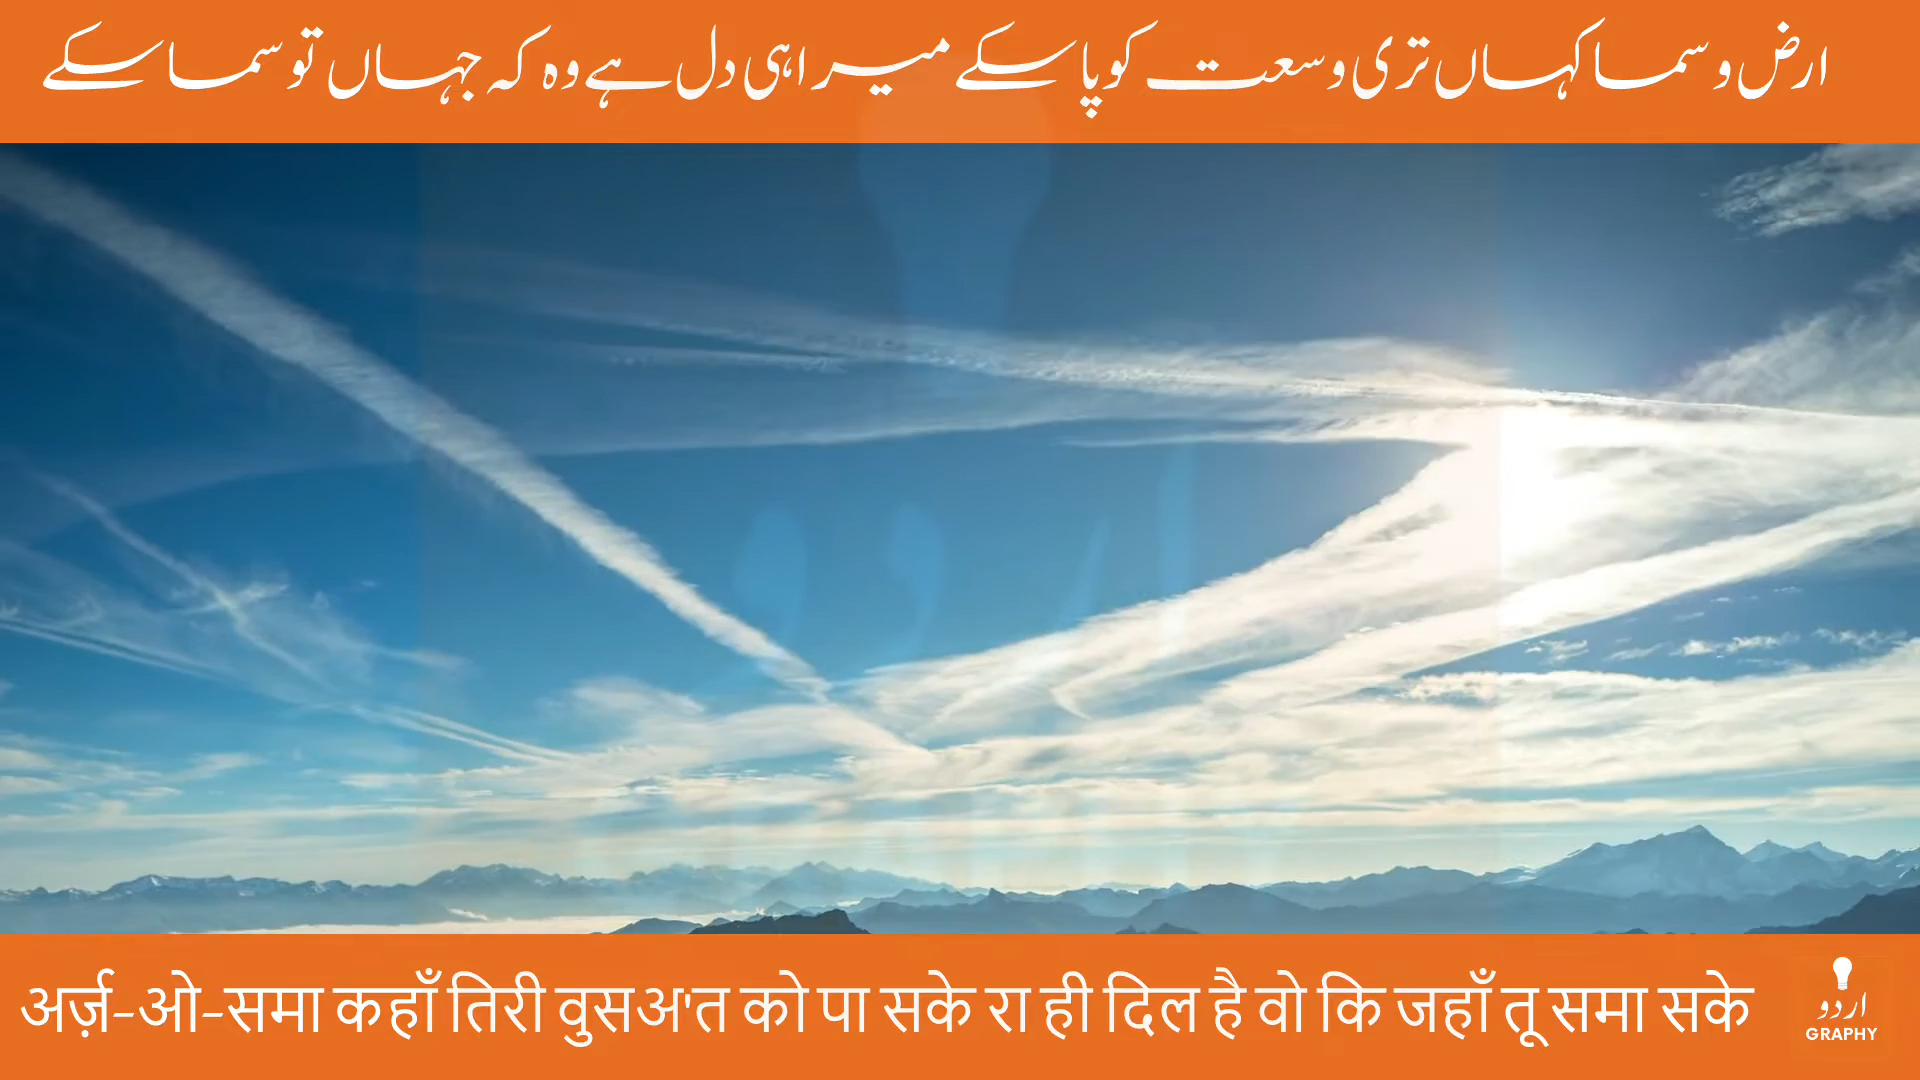 ارض و سما کہاں تری وسعت کو پا سکے میرا ہی دل ہے وہ کہ جہاں تو سما سکے
अर्ज़-ओ-समा कहाँ तिरी वुसअ'त को पा सके रा ही दिल है वो कि जहाँ तू समा सके
اردو
GRAPHY